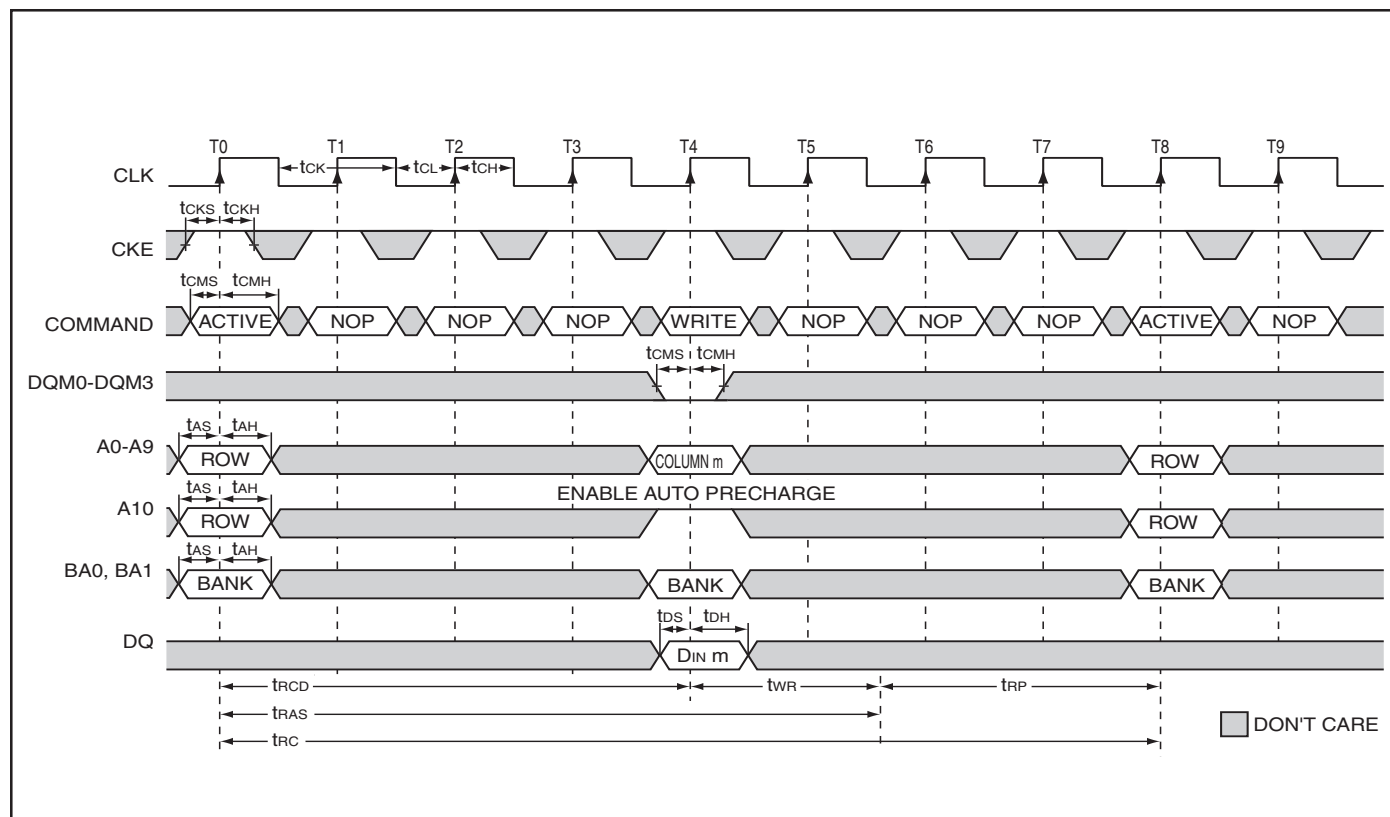 T0 T1 T2 T3 T4 T5 T6 T7 T8 T9
CLK tCK tCL tCH
tCKS tCKH
CKE
tCMS tCMH
COMMAND ACTIVE NOP NOP NOP WRITE NOP NOP NOP ACTIVE NOP
tCMS tCMH
DQM0-DQM3
tAS tAH
A0-A9 ROW COLUMN m ROW
tAS tAH ENABLE AUTO PRECHARGE
A10 ROW ROW
tAS tAH
BA0, BA1 BANK BANK BANK
tDS tDH
DQ DIN m
tRCD tWR tRP
tRAS
tRC
DON'T CARE